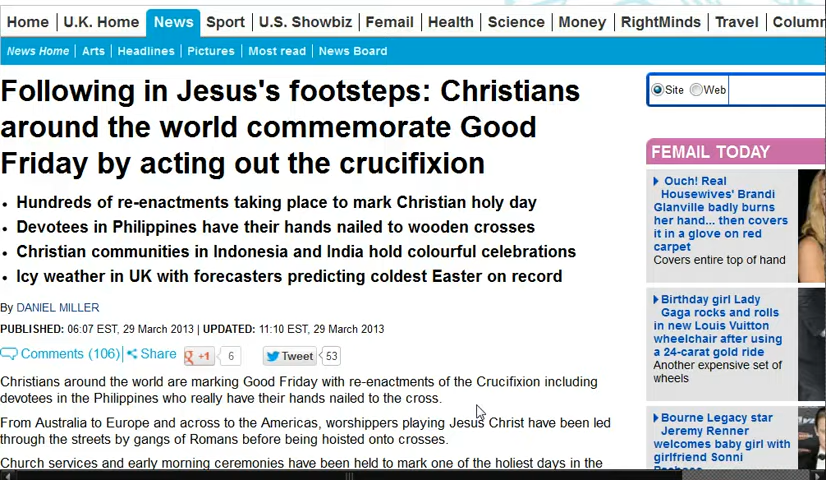 Home U.K. Home News Sport U.S. Showbiz Femail Health Science Money RightMinds Travel Column
News Home Arts Headlines Pictures Most read News Board
Following in Jesus's footsteps: Christians
around the world commemorate Good
Friday by acting out the crucifixion
• Hundreds of re-enactments taking place to mark Christian holy day
• Devotees in Philippines have their hands nailed to wooden crosses
• Christian communities in Indonesia and India hold colourful celebrations
• Icy weather in UK with forecasters predicting coldest Easter on record
By DANIEL MILLER
PUBLISHED: 06:07 EST, 29 March 2013 | UPDATED: 11:10 EST, 29 March 2013
Comments (106) Share +1 6 Tweet 53
Christians around the world are marking Good Friday with re-enactments of the Crucifixion including
devotees in the Philippines who really have their hands nailed to the cross.
From Australia to Europe and across to the Americas, worshippers playing Jesus Christ have been led
through the streets by gangs of Romans before being hoisted onto crosses.
Church services and early morning ceremonies have been held to mark one of the holiest days in the
Site Web
FEMAIL TODAY
Ouch! Real
Housewives' Brandi
Glanville badly burns
her hand... then covers
it in a glove on red
carpet
Covers entire top of hand
Birthday girl Lady
Gaga rocks and rolls
in new Louis Vuitton
wheelchair after using
a 24-carat gold ride
Another expensive set of
wheels
Bourne Legacy star
Jeremy Renner
welcomes baby girl with
girlfriend Sonni